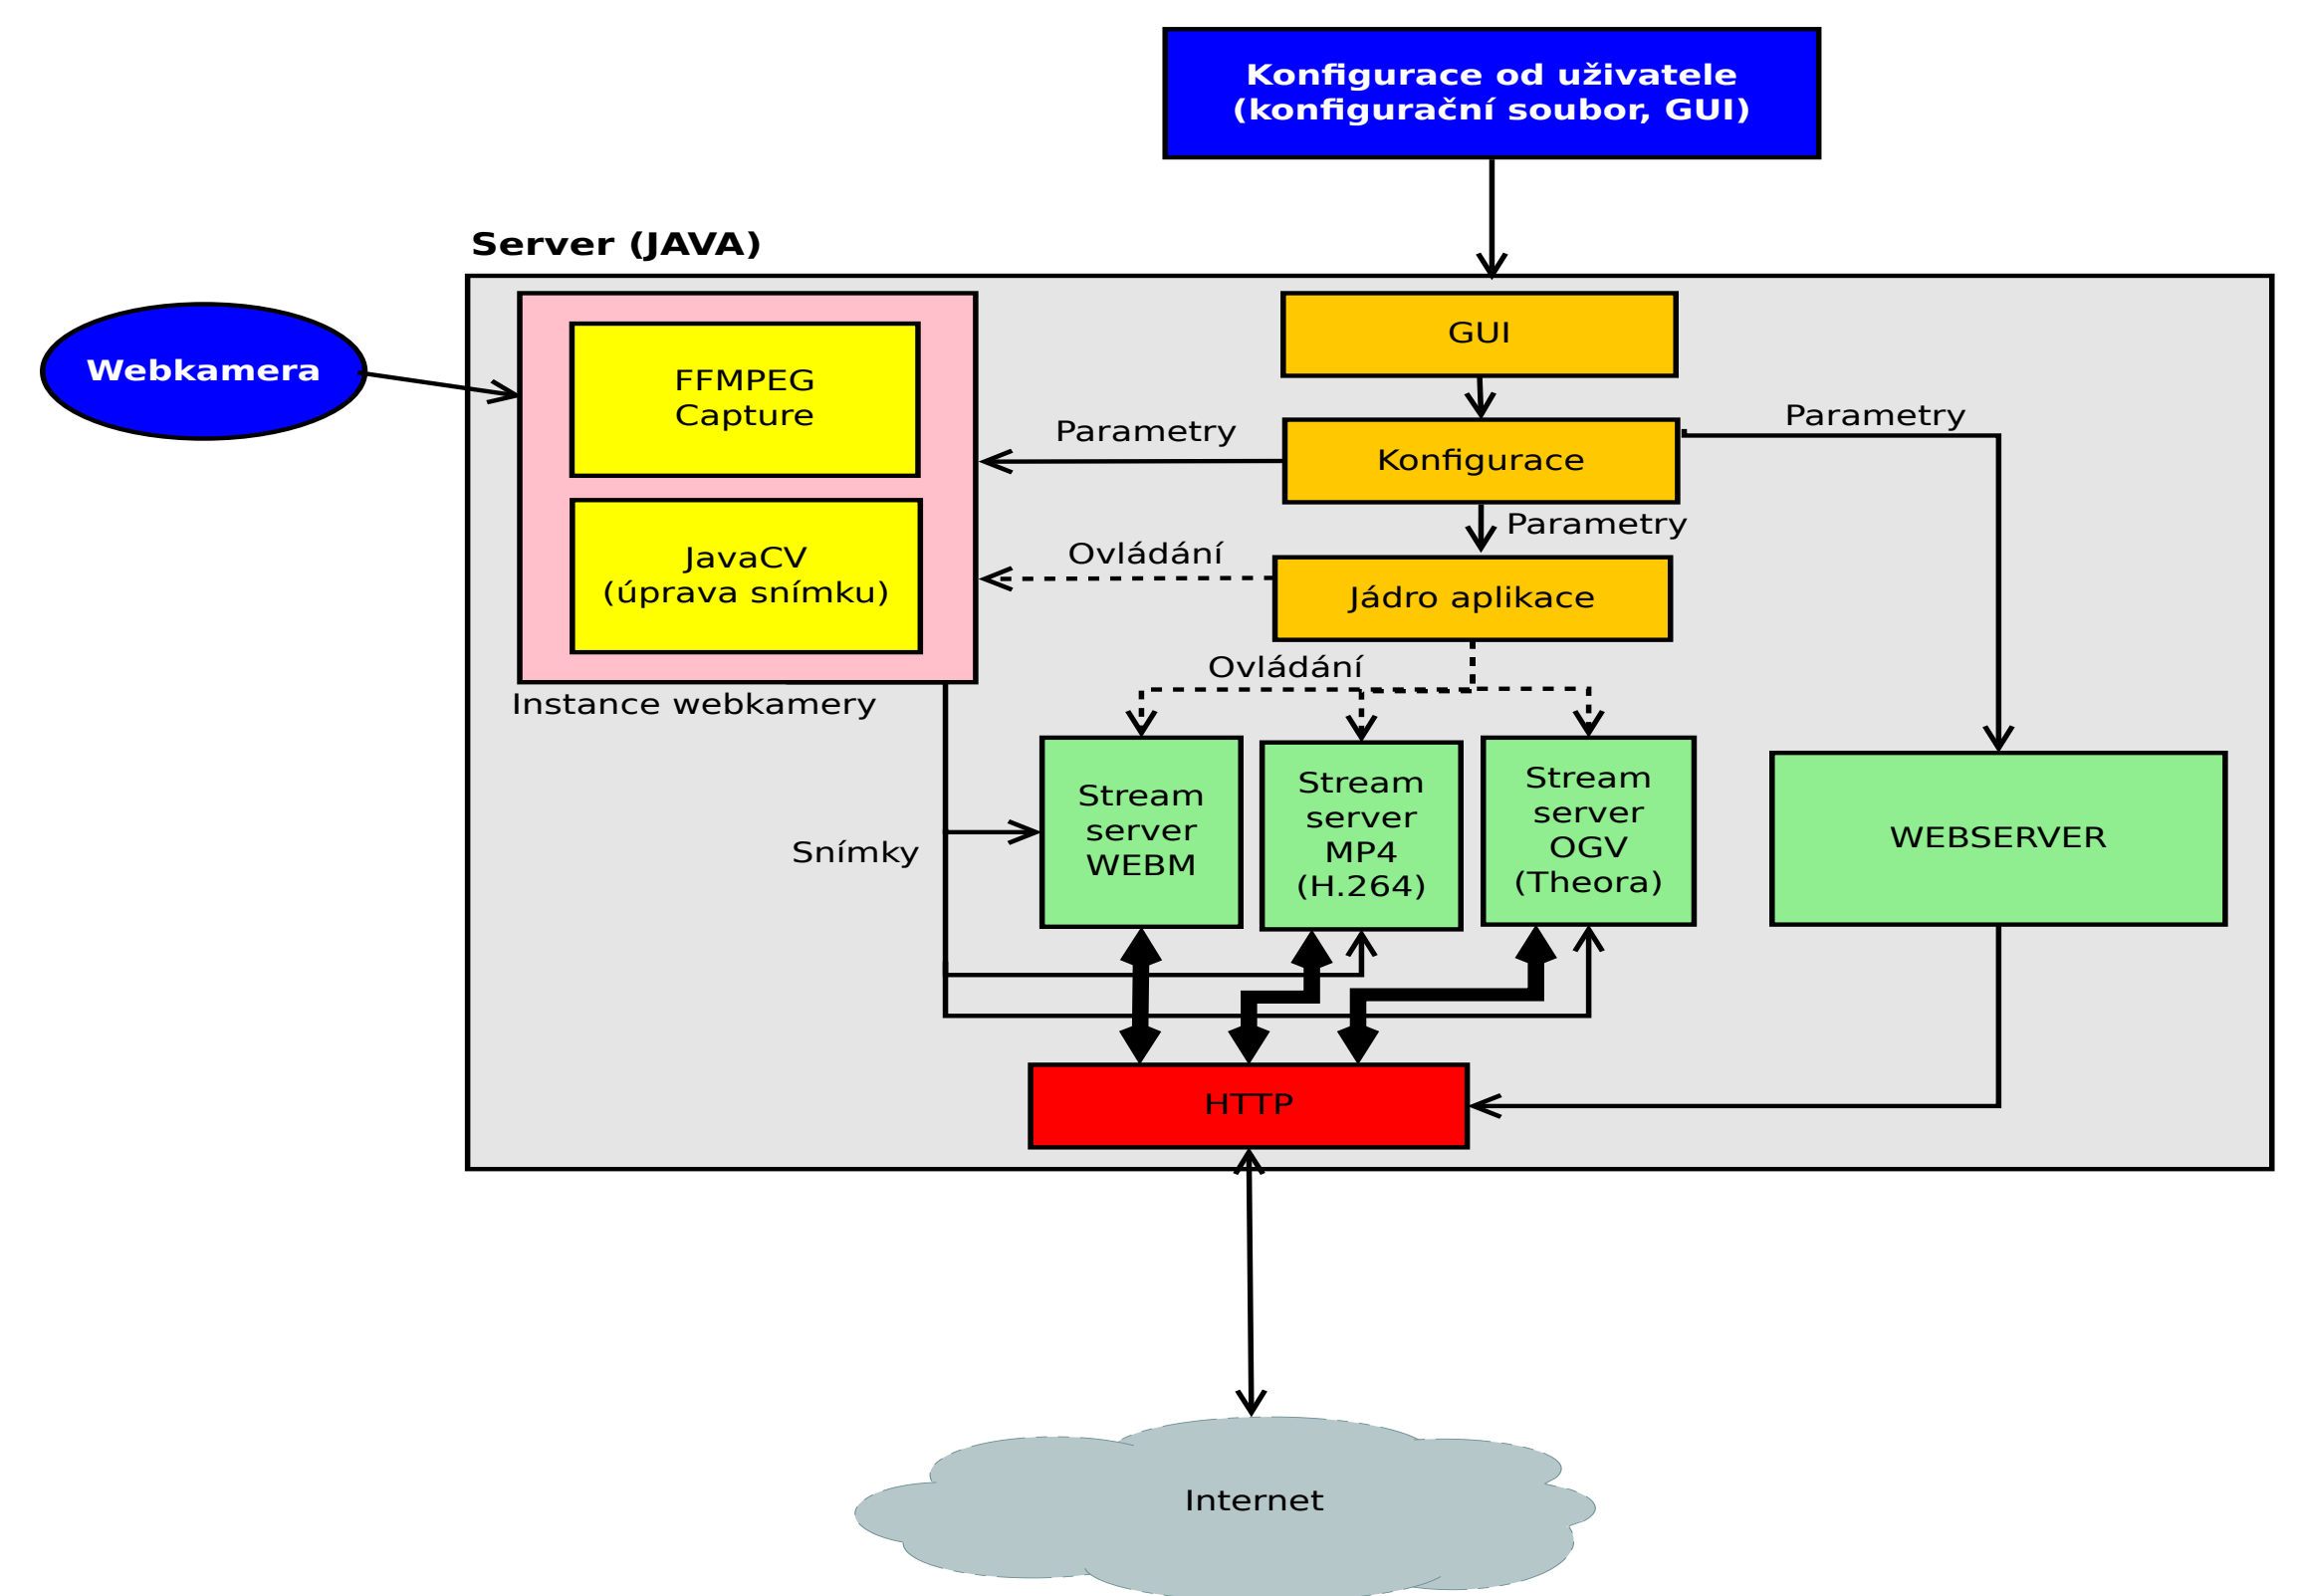 Konfigurace od uživatele
(konfigurační soubor, GUI)
Server (JAVA)
Webkamera
FFMPEG
Capture
JavaCV
(úprava snímku)
Instance webkamery
GUI
Parametry
Konfigurace
Parametry
Parametry
Ovládání
Jádro aplikace
Ovládání
Snímky
Stream
server
WEBM
Stream
server
MP4
(H.264)
Stream
server
OGV
(Theora)
WEBSERVER
HTTP
Internet